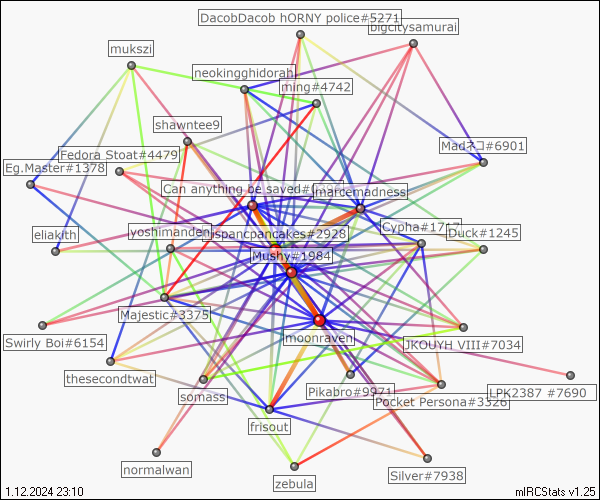 DacobDacob hORNY police#5271
bigcitysamurai
mukszi
neokingghidorah
ming#4742
shawntee9
Madネコ#6901
Fedora Stoat#4479
Eg.Master#1378
Can anything be saved#
mardemadness
eliakith
yoshimanden
ispancpancakes#2928
Cypha#1717
Duck#1245
Mushy#1984
Majestic#3375
Swirly Boi#6154
moonraven
JKOUYH VIII#7034
thesecondtwat
somass
Pikabro#9971
Pocket Persona#3326
LPK2387 #7690
frisout
normalwan
zebula
Silver#7938
1.12.2024 23:10
mIRCStats v1.25